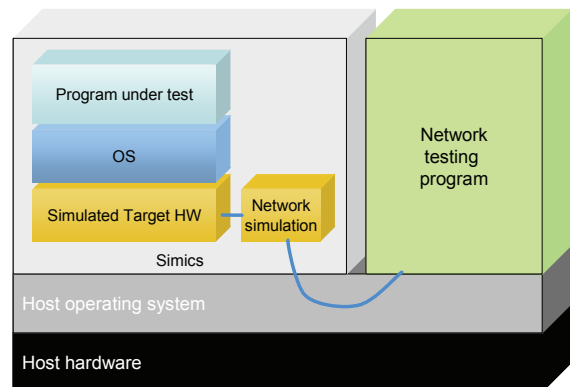 Program under test
OS
Simulated Target HW
Network
simulation
Simics
Network
testing
program
Host operating system
Host hardware